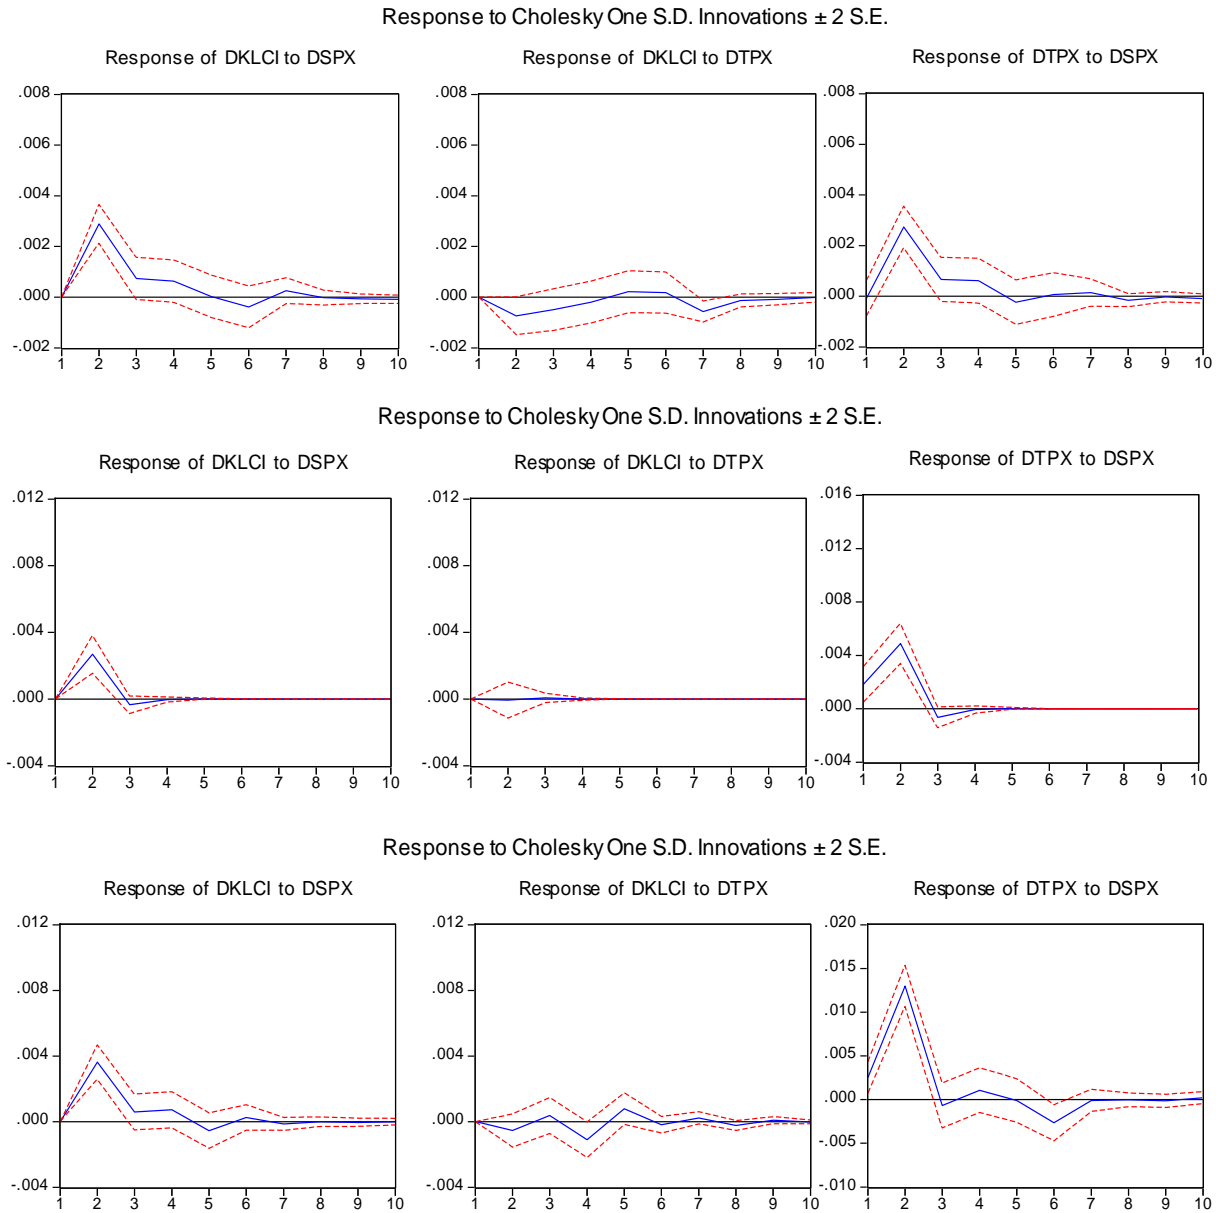 Response to Cholesky One S.D. Innovations ± 2 S.E.
Response of DKLCI to DSPX
Response of DKLCI to DTPX
Response of DTPX to DSPX
.008
.006
.004
.002
.000
-.002
1 2 3 4 5 6 7 8 9 10
.008
.006
.004
.002
.000
-.002
1 2 3 4 5 6 7 8 9 10
.008
.006
.004
.002
.000
-.002
1 2 3 4 5 6 7 8 9 10
Response to Cholesky One S.D. Innovations ± 2 S.E.
Response of DKLCI to DSPX
Response of DKLCI to DTPX
Response of DTPX to DSPX
.012
.008
.004
.000
-.004
1 2 3 4 5 6 7 8 9 10
.012
.008
.004
.000
-.004
1 2 3 4 5 6 7 8 9 10
.016
.012
.008
.004
.000
-.004
1 2 3 4 5 6 7 8 9 10
Response to Cholesky One S.D. Innovations ± 2 S.E.
Response of DKLCI to DSPX
Response of DKLCI to DTPX
Response of DTPX to DSPX
.012
.008
.004
.000
-.004
1 2 3 4 5 6 7 8 9 10
.012
.008
.004
.000
-.004
1 2 3 4 5 6 7 8 9 10
.020
.015
.010
.005
.000
-.005
-.010
1 2 3 4 5 6 7 8 9 10